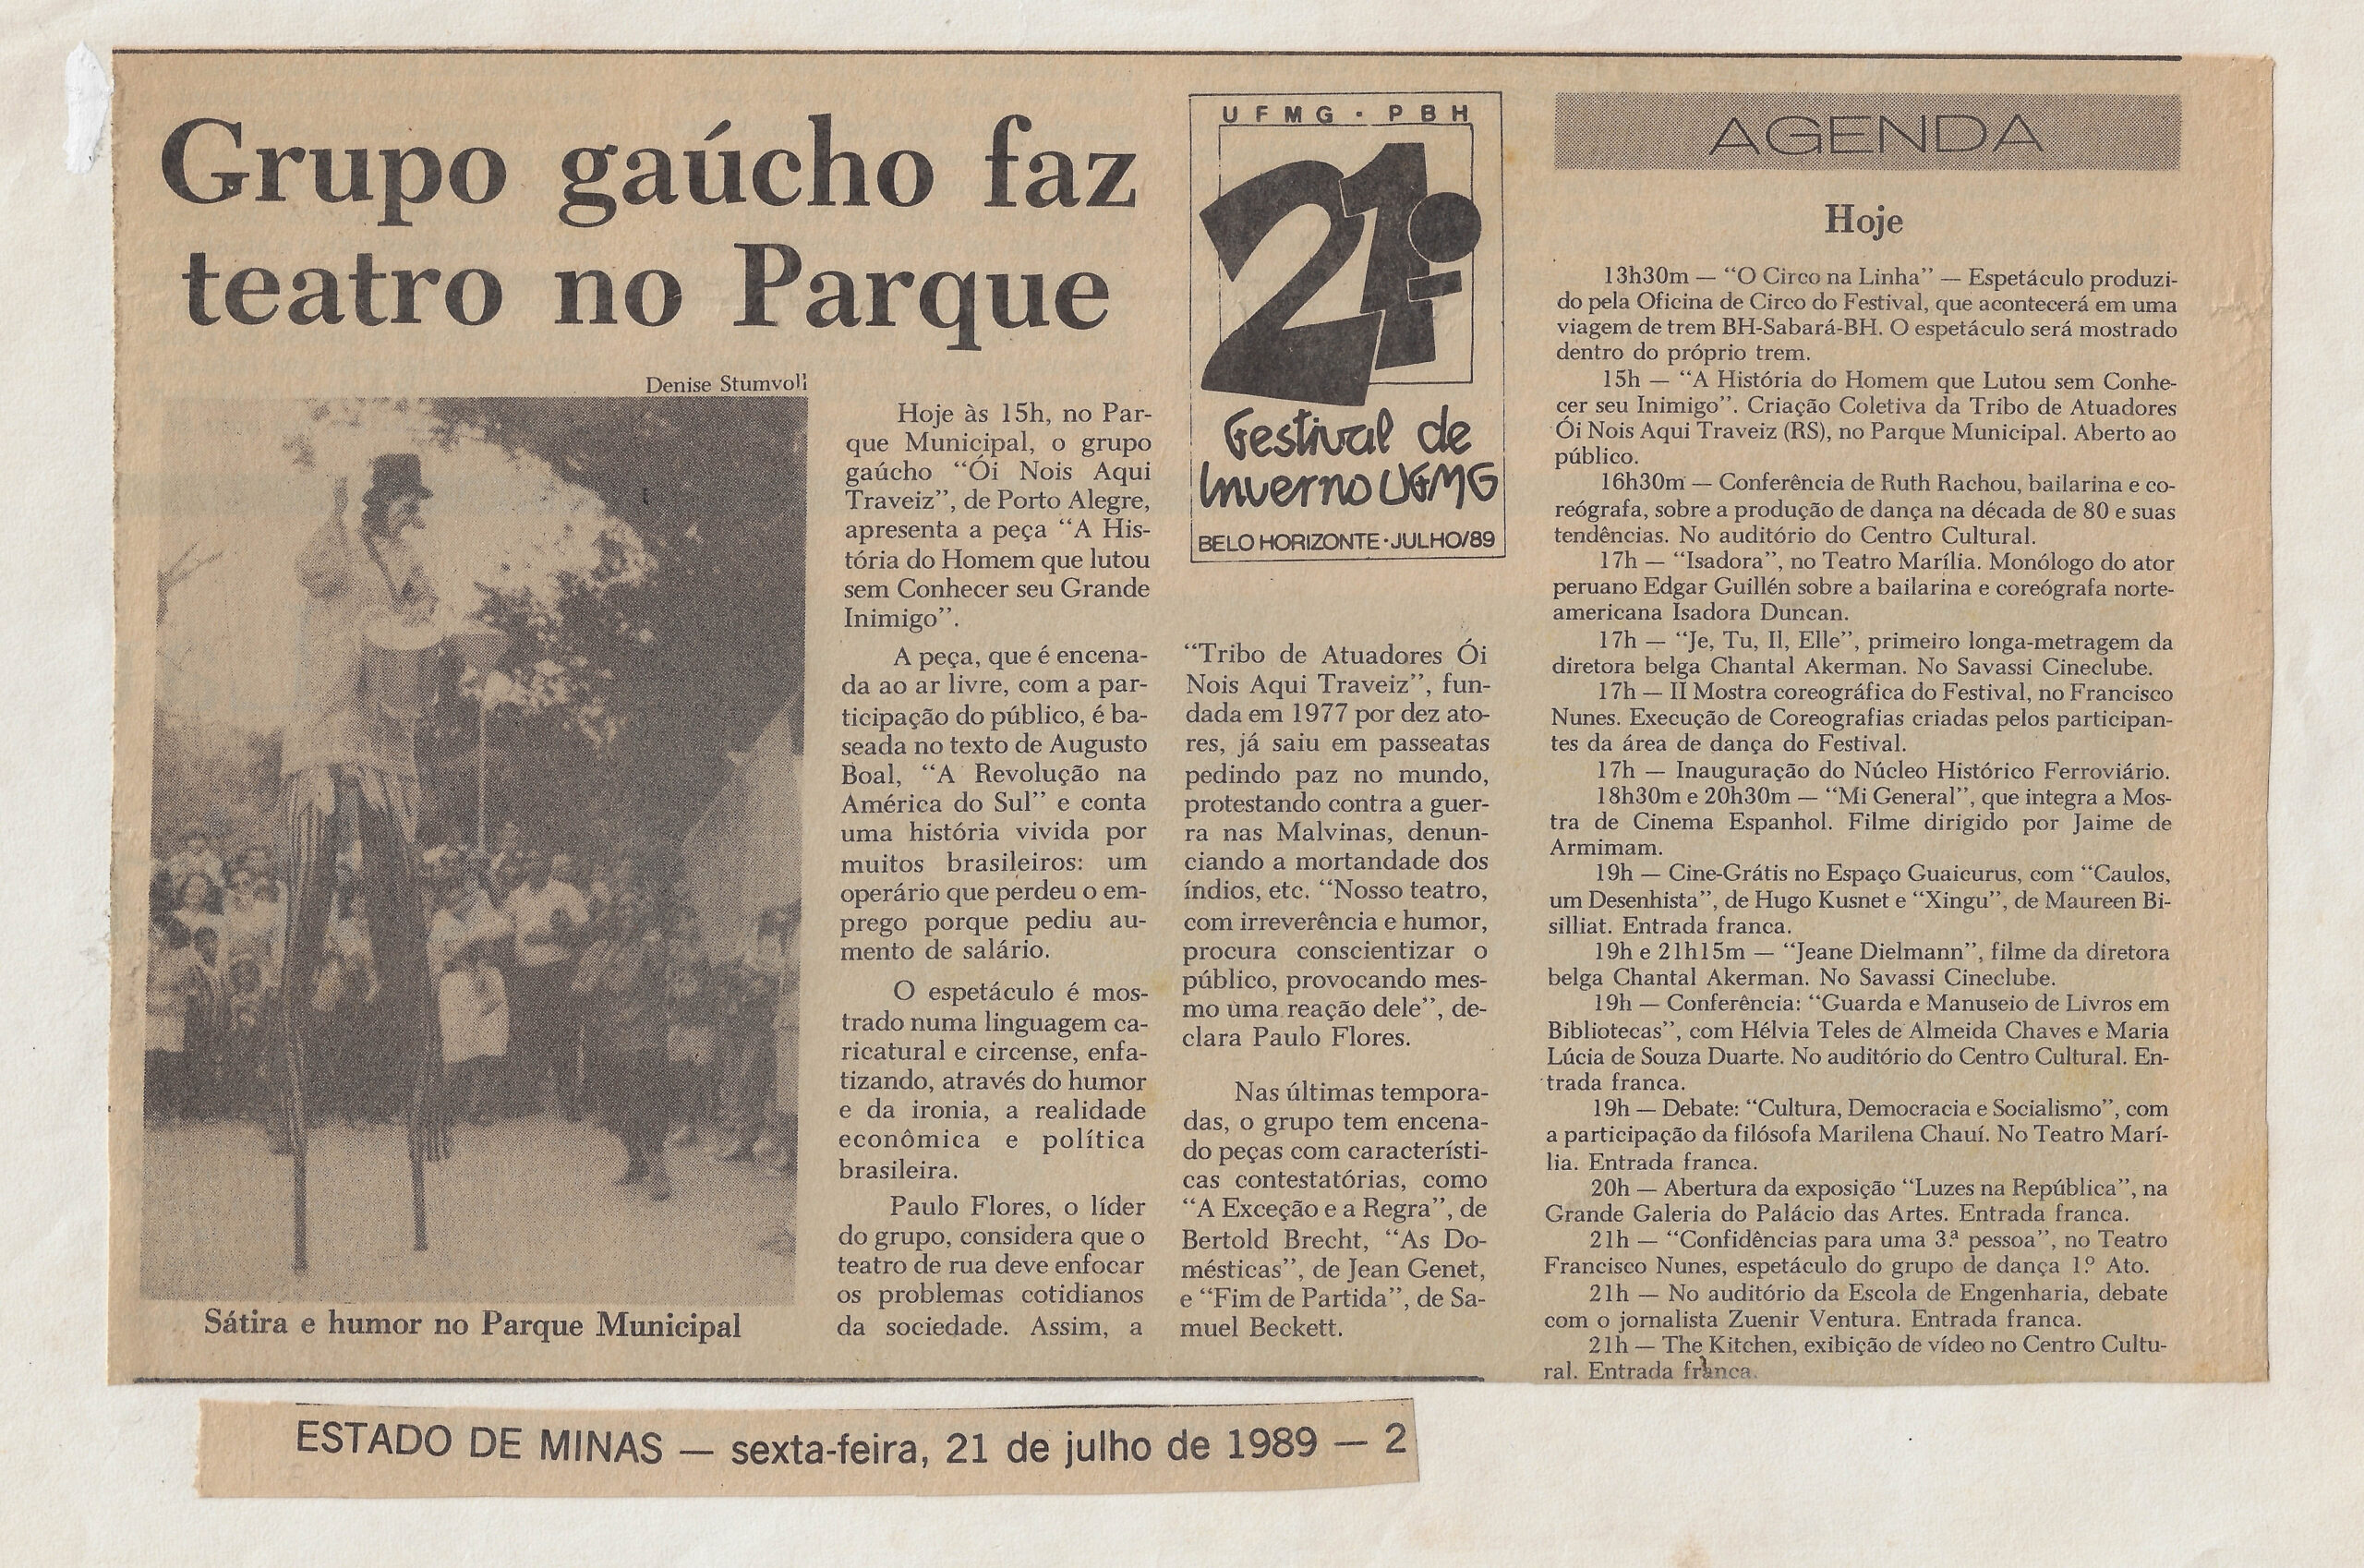 Grupo gaúcho faz
teatro no Parque
Denise Stumvoll
Sátira e humor no Parque Municipal
Hoje às 15h, no Par-
que Municipal, o grupo
gaúcho “Ói Nois Aqui
Traveiz”, de Porto Alegre,
apresenta a peça “A His-
tória do Homem que lutou
sem Conhecer seu Grande
Inimigo”.
A peça, que é encena-
da ao ar livre, com a par-
ticipação do público, é ba-
seada no texto de Augusto
Boal, “A Revolução na
América do Sul” e conta
uma história vivida por
muitos brasileiros: um
operário que perdeu o em-
prego porque pediu au-
mento de salário.
O espetáculo é mos-
trado numa linguagem ca-
ricatural e circense, enfa-
tizando, através do humor
e da ironia, a realidade
econômica e política
brasileira.
Paulo Flores, o líder
do grupo, considera que o
teatro de rua deve enfocar
os problemas cotidianos
da sociedade. Assim, a
UFMG · PBH
21º
Festival de
Inverno UFMG
BELO HORIZONTE · JULHO/89
“Tribo de Atuadores Ói
Nois Aqui Traveiz”, fun-
dada em 1977 por dez ato-
res, já saiu em passeatas
pedindo paz no mundo,
protestando contra a guer-
ra nas Malvinas, denun-
ciando a mortandade dos
índios, etc. “Nosso teatro,
com irreverência e humor,
procura conscientizar o
público, provocando mes-
mo uma reação dele”, de-
clara Paulo Flores.
Nas últimas tempora-
das, o grupo tem encena-
do peças com característi-
cas contestatórias, como
“A Exceção e a Regra”, de
Bertold Brecht, “As Do-
mésticas”, de Jean Genet,
e “Fim de Partida”, de Sa-
muel Beckett.
AGENDA
Hoje
13h30m — “O Circo na Linha” — Espetáculo produzi-
do pela Oficina de Circo do Festival, que acontecerá em uma
viagem de trem BH-Sabará-BH. O espetáculo será mostrado
dentro do próprio trem.
15h — “A História do Homem que Lutou sem Conhe-
cer seu Inimigo”. Criação Coletiva da Tribo de Atuadores
Ói Nois Aqui Traveiz (RS), no Parque Municipal. Aberto ao
público.
16h30m — Conferência de Ruth Rachou, bailarina e co-
reógrafa, sobre a produção de dança na década de 80 e suas
tendências. No auditório do Centro Cultural.
17h — “Isadora”, no Teatro Marília. Monólogo do ator
peruano Edgar Guillén sobre a bailarina e coreógrafa norte-
americana Isadora Duncan.
17h — “Je, Tu, Il, Elle”, primeiro longa-metragem da
diretora belga Chantal Akerman. No Savassi Cineclube.
17h — II Mostra coreográfica do Festival, no Francisco
Nunes. Execução de Coreografias criadas pelos participan-
tes da área de dança do Festival.
17h — Inauguração do Núcleo Histórico Ferroviário.
18h30m e 20h30m — “Mi General”, que integra a Mos-
tra de Cinema Espanhol. Filme dirigido por Jaime de
Armimam.
19h — Cine-Grátis no Espaço Guaicurus, com “Caulos,
um Desenhista”, de Hugo Kusnet e “Xingu”, de Maureen Bi-
silliat. Entrada franca.
19h e 21h15m — “Jeane Dielmann”, filme da diretora
belga Chantal Akerman. No Savassi Cineclube.
19h — Conferência: “Guarda e Manuseio de Livros em
Bibliotecas”, com Hélvia Teles de Almeida Chaves e Maria
Lúcia de Souza Duarte. No auditório do Centro Cultural. En-
trada franca.
19h — Debate: “Cultura, Democracia e Socialismo”, com
a participação da filósofa Marilena Chauí. No Teatro Marí-
lia. Entrada franca.
20h — Abertura da exposição “Luzes na República”, na
Grande Galeria do Palácio das Artes. Entrada franca.
21h — “Confidências para uma 3.ª pessoa”, no Teatro
Francisco Nunes, espetáculo do grupo de dança 1.º Ato.
21h — No auditório da Escola de Engenharia, debate
com o jornalista Zuenir Ventura. Entrada franca.
21h — The Kitchen, exibição de vídeo no Centro Cultu-
ral. Entrada franca.
ESTADO DE MINAS — sexta-feira, 21 de julho de 1989 — 2